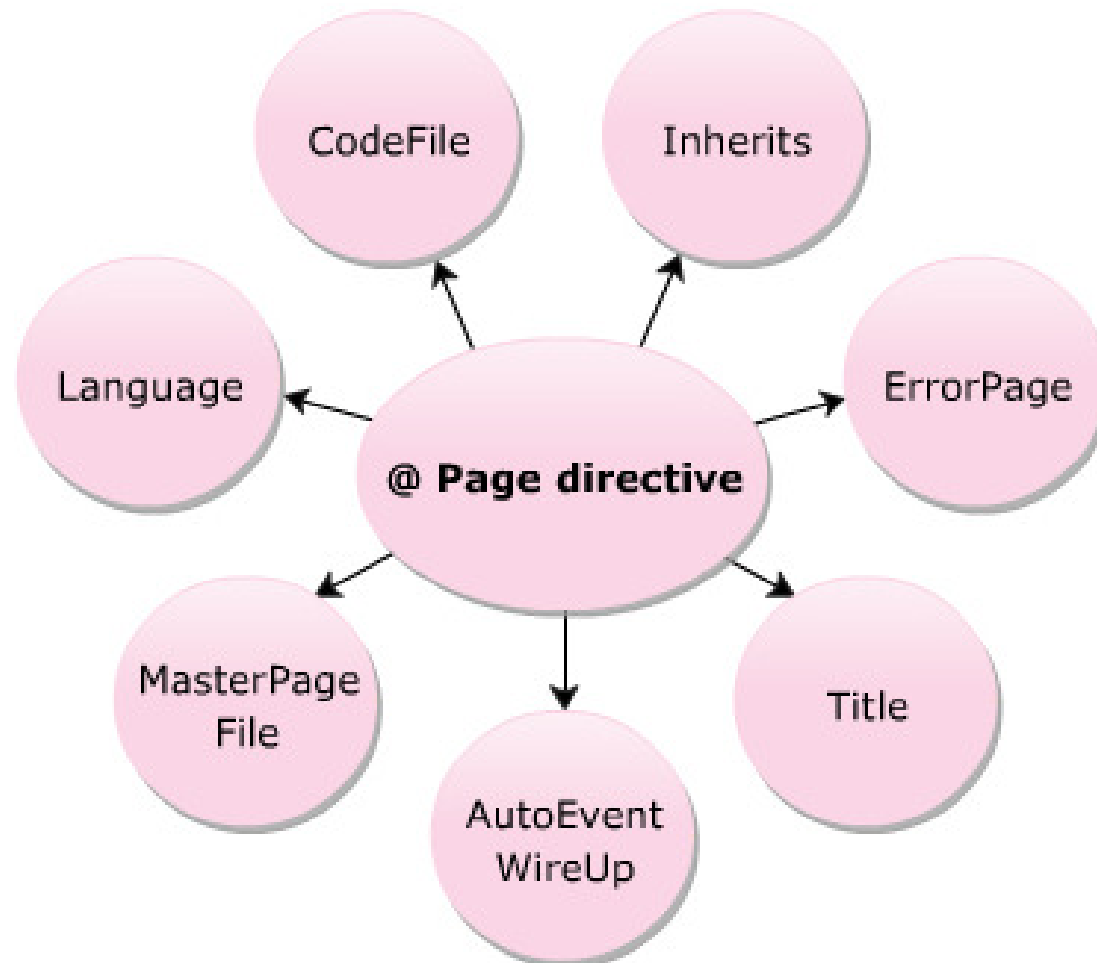 CodeFile
Inherits
Language
ErrorPage
@ Page directive
MasterPage
File
Title
AutoEvent
WireUp